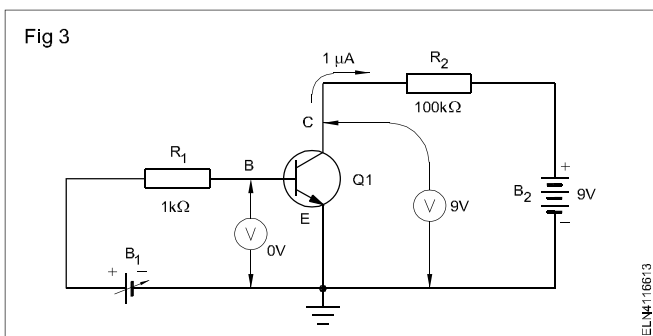 Fig 3
1 µA
R2
100kΩ
C
R1
B
Q1
1kΩ
E
V
9V
B2
+
9V
V
0V
B1
+
–
–
ELN4116613